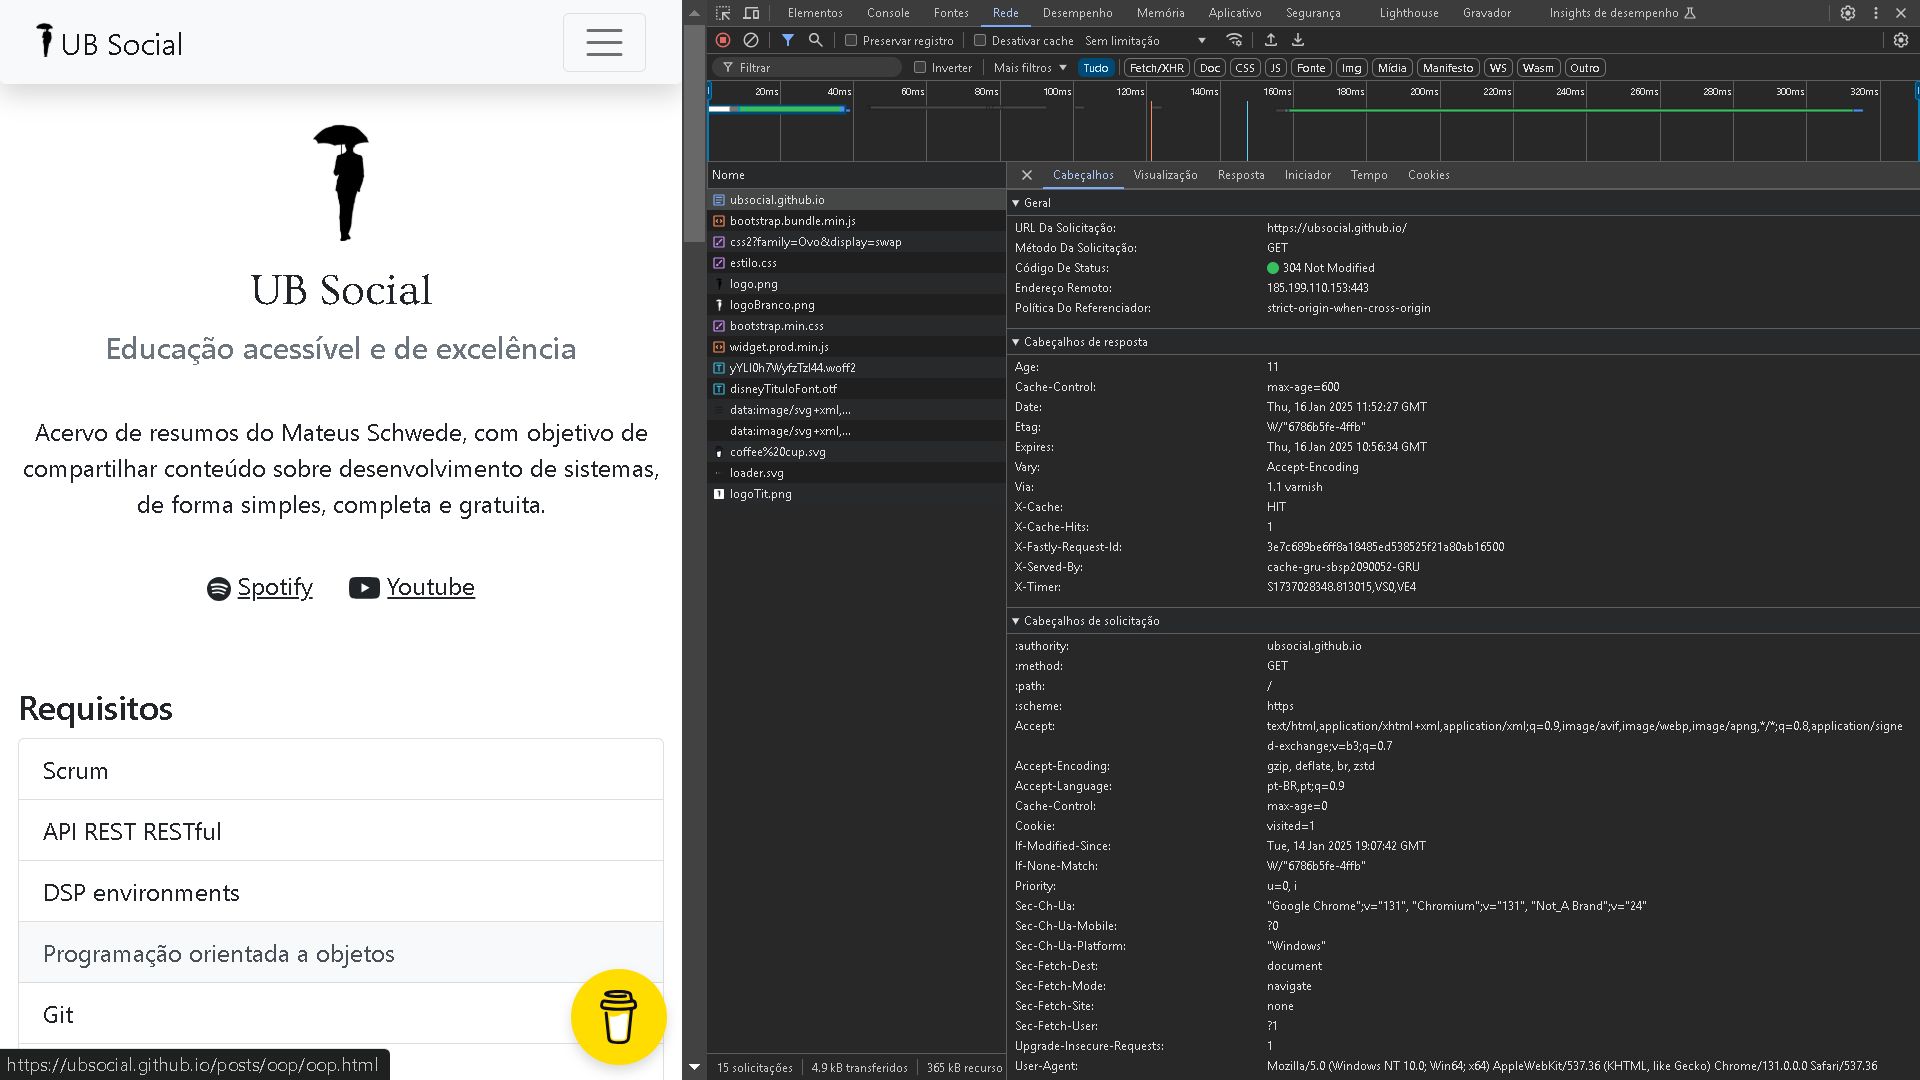 UB Social
UB Social
Educação acessível e de excelência
Acervo de resumos do Mateus Schwede, com objetivo de
compartilhar conteúdo sobre desenvolvimento de sistemas,
de forma simples, completa e gratuita.
Spotify Youtube
Requisitos
Scrum
API REST RESTful
DSP environments
Programação orientada a objetos
Git
https://ubsocial.github.io/posts/oop/oop.html
Elementos Console Fontes Rede Desempenho Memória Aplicativo Segurança Lighthouse Gravador Insights de desempenho
Preservar registro Desativar cache Sem limitação
Filtrar Inverter Mais filtros Tudo Fetch/XHR Doc CSS JS Fonte Img Mídia Manifesto WS Wasm Outro
20ms 40ms 60ms 80ms 100ms 120ms 140ms 160ms 180ms 200ms 220ms 240ms 260ms 280ms 300ms 320ms
Nome
ubsocial.github.io
bootstrap.bundle.min.js
css2?family=Ovo&display=swap
estilo.css
logo.png
logoBranco.png
bootstrap.min.css
widget.prod.min.js
yYLl0h7WyfzTzI44.woff2
disneyTituloFont.otf
data:image/svg+xml,...
data:image/svg+xml,...
coffee%20cup.svg
loader.svg
logoTit.png
15 solicitações 4.9 kB transferidos 365 kB recurso
Cabeçalhos Visualização Resposta Iniciador Tempo Cookies
Geral
URL Da Solicitação: https://ubsocial.github.io/
Método Da Solicitação: GET
Código De Status: 304 Not Modified
Endereço Remoto: 185.199.110.153:443
Política Do Referenciador: strict-origin-when-cross-origin
Cabeçalhos de resposta
Age: 11
Cache-Control: max-age=600
Date: Thu, 16 Jan 2025 11:52:27 GMT
Etag: W/"6786b5fe-4ffb"
Expires: Thu, 16 Jan 2025 10:56:34 GMT
Vary: Accept-Encoding
Via: 1.1 varnish
X-Cache: HIT
X-Cache-Hits: 1
X-Fastly-Request-Id: 3e7c689be6ff8a18485ed538525f21a80ab16500
X-Served-By: cache-gru-sbsp2090052-GRU
X-Timer: S1737028348.813015,VS0,VE4
Cabeçalhos de solicitação
:authority: ubsocial.github.io
:method: GET
:path: /
:scheme: https
Accept: text/html,application/xhtml+xml,application/xml;q=0.9,image/avif,image/webp,image/apng,*/*;q=0.8,application/signe
d-exchange;v=b3;q=0.7
Accept-Encoding: gzip, deflate, br, zstd
Accept-Language: pt-BR,pt;q=0.9
Cache-Control: max-age=0
Cookie: visited=1
If-Modified-Since: Tue, 14 Jan 2025 19:07:42 GMT
If-None-Match: W/"6786b5fe-4ffb"
Priority: u=0, i
Sec-Ch-Ua: "Google Chrome";v="131", "Chromium";v="131", "Not_A Brand";v="24"
Sec-Ch-Ua-Mobile: ?0
Sec-Ch-Ua-Platform: "Windows"
Sec-Fetch-Dest: document
Sec-Fetch-Mode: navigate
Sec-Fetch-Site: none
Sec-Fetch-User: ?1
Upgrade-Insecure-Requests: 1
User-Agent: Mozilla/5.0 (Windows NT 10.0; Win64; x64) AppleWebKit/537.36 (KHTML, like Gecko) Chrome/131.0.0.0 Safari/537.36